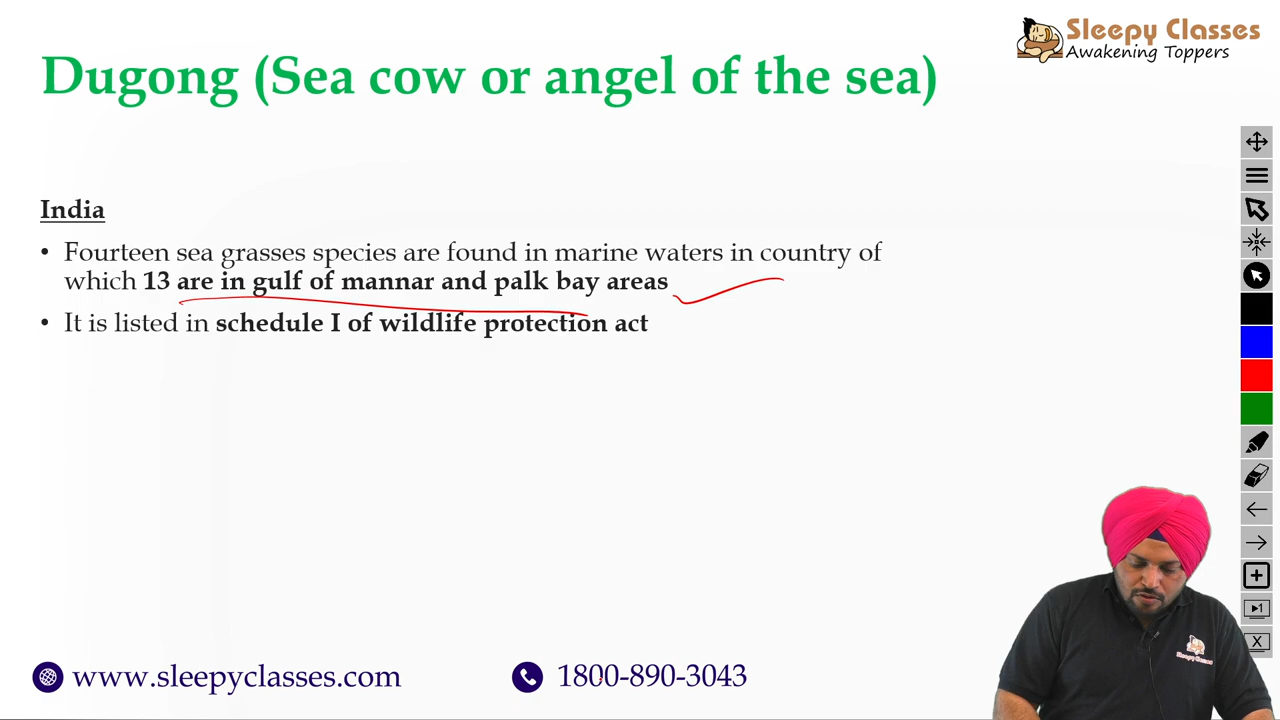 Sleepy Classes
Awakening Toppers
Dugong (Sea cow or angel of the sea)
India
• Fourteen sea grasses species are found in marine waters in country of
which 13 are in gulf of mannar and palk bay areas
• It is listed in schedule I of wildlife protection act
www.sleepyclasses.com
1800-890-3043